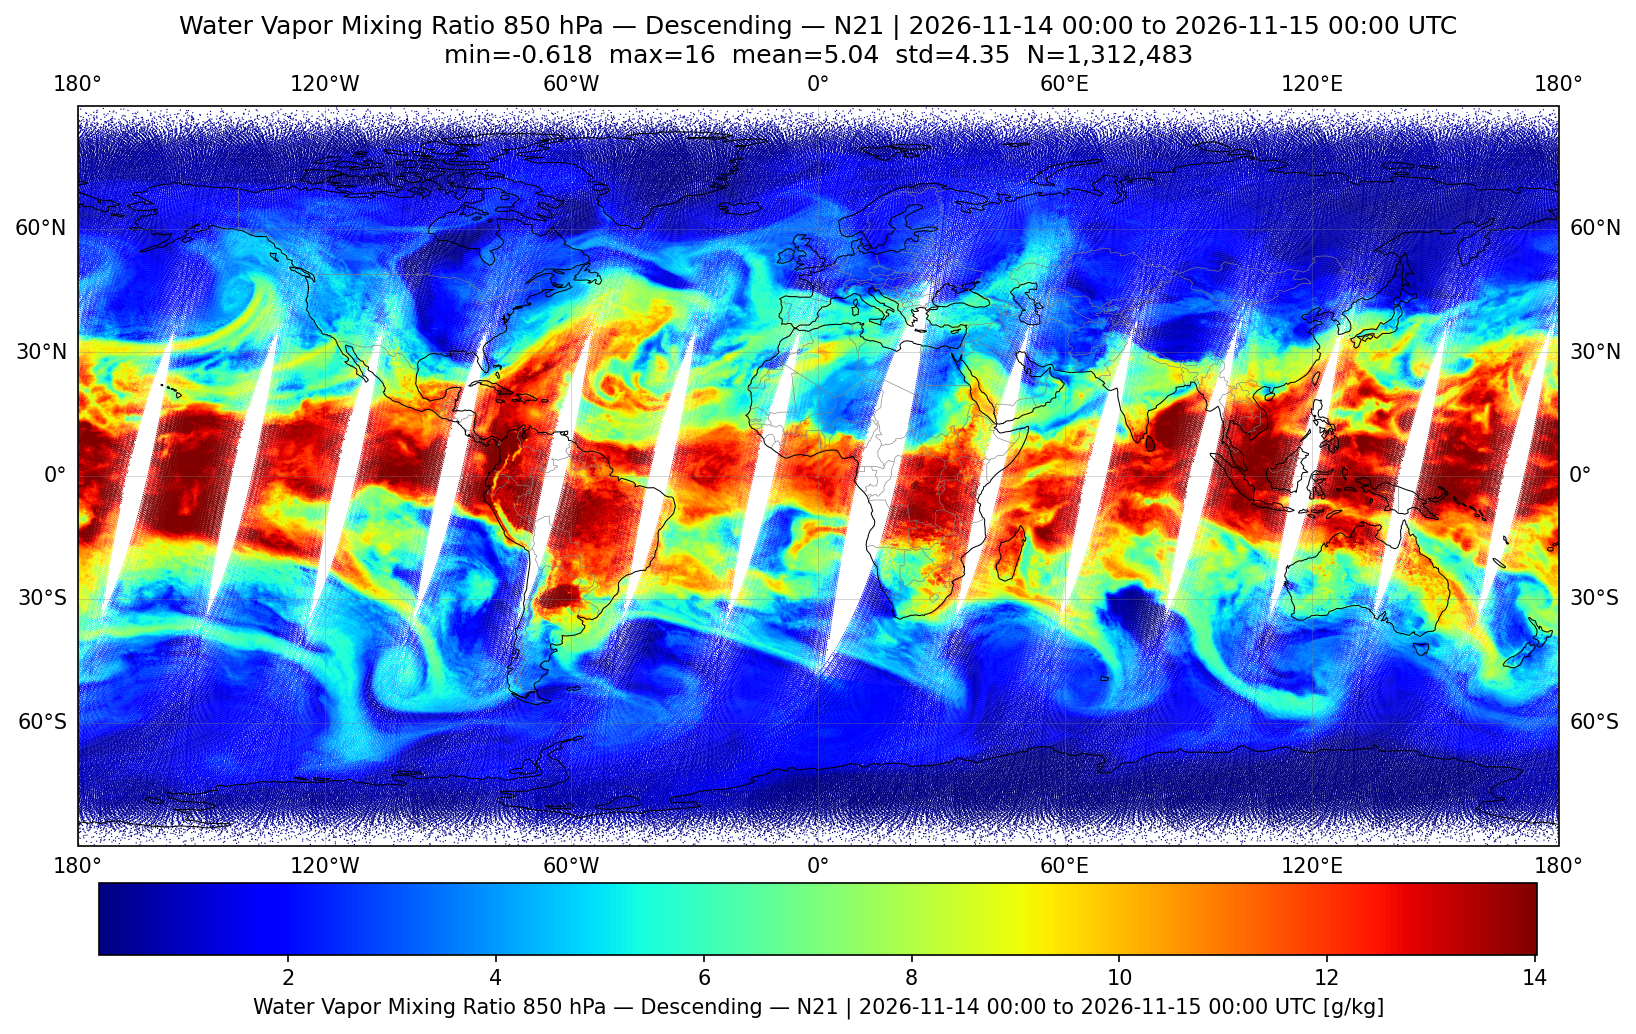 Water Vapor Mixing Ratio 850 hPa — Descending — N21 | 2026-11-14 00:00 to 2026-11-15 00:00 UTC
min=-0.618  max=16  mean=5.04  std=4.35  N=1,312,483
180° 120°W 60°W 0° 60°E 120°E 180°
60°N 60°N
30°N 30°N
0° 0°
30°S 30°S
60°S 60°S
180° 120°W 60°W 0° 60°E 120°E 180°
2 4 6 8 10 12 14
Water Vapor Mixing Ratio 850 hPa — Descending — N21 | 2026-11-14 00:00 to 2026-11-15 00:00 UTC [g/kg]